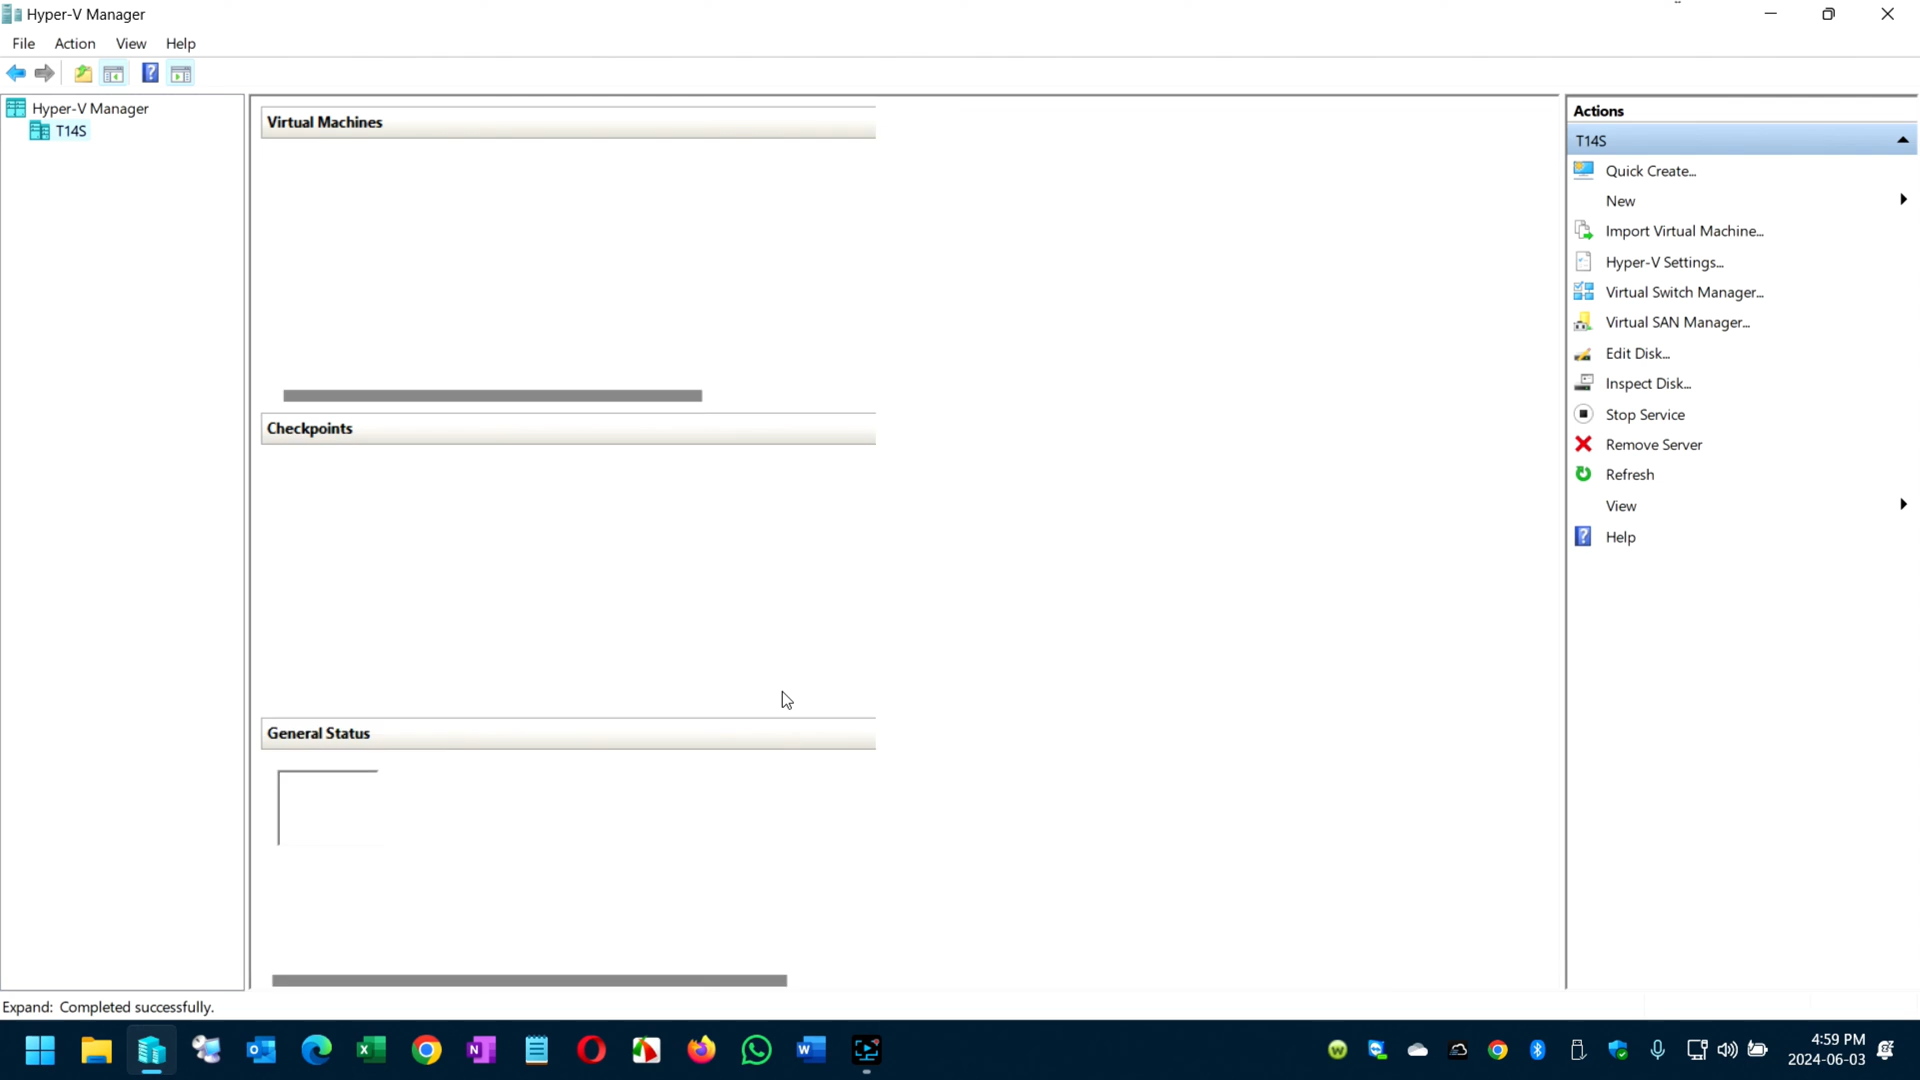 Hyper-V Manager
File Action View Help
Hyper-V Manager
T14S
Virtual Machines
Checkpoints
General Status
Actions
T14S
Quick Create...
New
Import Virtual Machine...
Hyper-V Settings...
Virtual Switch Manager...
Virtual SAN Manager...
Edit Disk...
Inspect Disk...
Stop Service
Remove Server
Refresh
View
Help
Expand: Completed successfully.
4:59 PM
2024-06-03